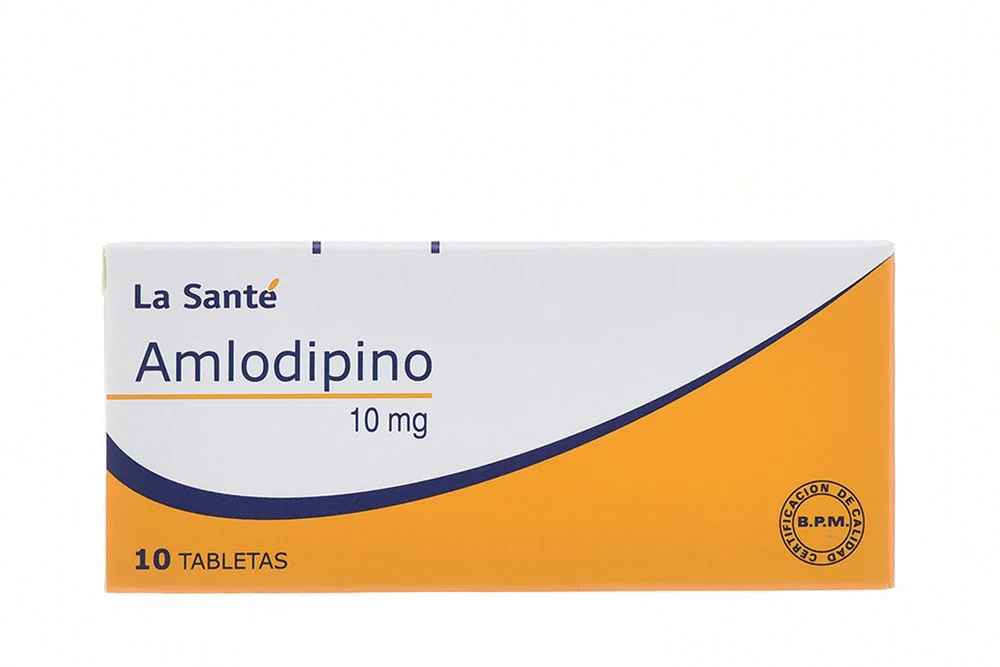 La Santé
Amlodipino
10 mg
10 TABLETAS
CERTIFICACION DE CALIDAD
B.P.M.